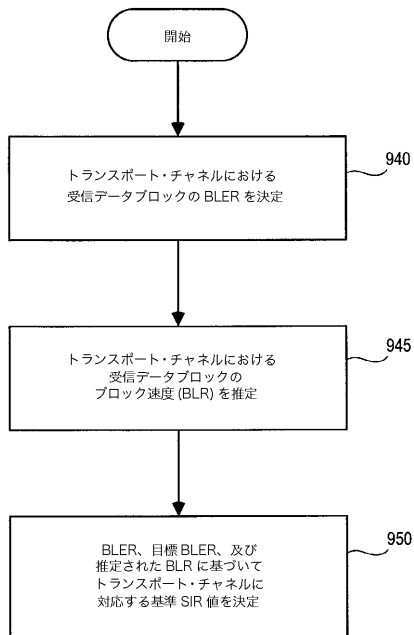 開始
940
トランスポート・チャネルにおける
受信データブロックの BLER を決定
945
トランスポート・チャネルにおける
受信データブロックの
ブロック速度 (BLR) を推定
950
BLER、目標 BLER、及び
推定された BLR に基づいて
トランスポート・チャネルに
対応する基準 SIR 値を決定